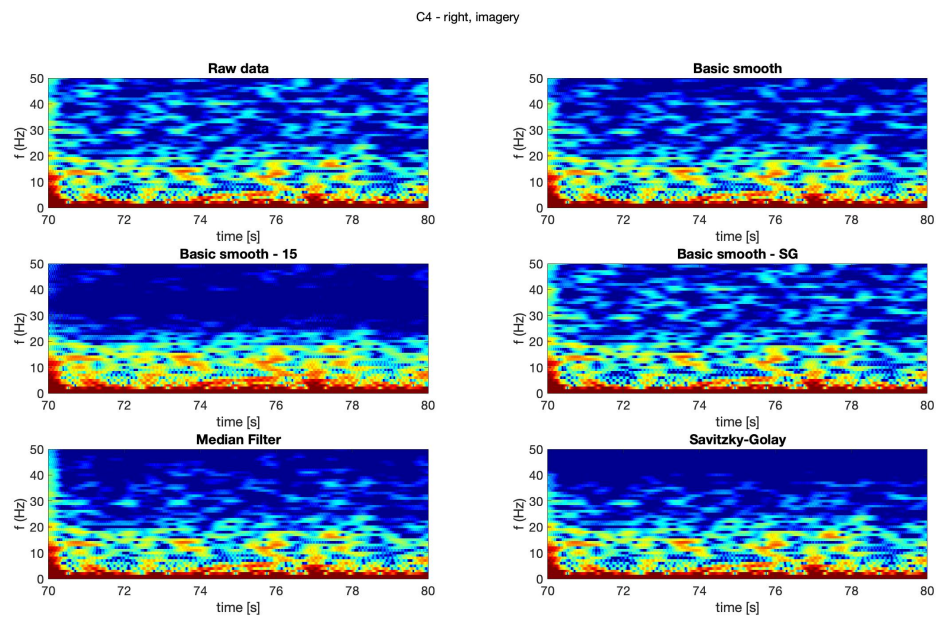 C4 - right, imagery
Raw data
50
40
30
20
10
0
f (Hz)
70 72 74 76 78 80
time [s]
Basic smooth
50
40
30
20
10
0
f (Hz)
70 72 74 76 78 80
time [s]
Basic smooth - 15
50
40
30
20
10
0
f (Hz)
70 72 74 76 78 80
time [s]
Basic smooth - SG
50
40
30
20
10
0
f (Hz)
70 72 74 76 78 80
time [s]
Median Filter
50
40
30
20
10
0
f (Hz)
70 72 74 76 78 80
time [s]
Savitzky-Golay
50
40
30
20
10
0
f (Hz)
70 72 74 76 78 80
time [s]